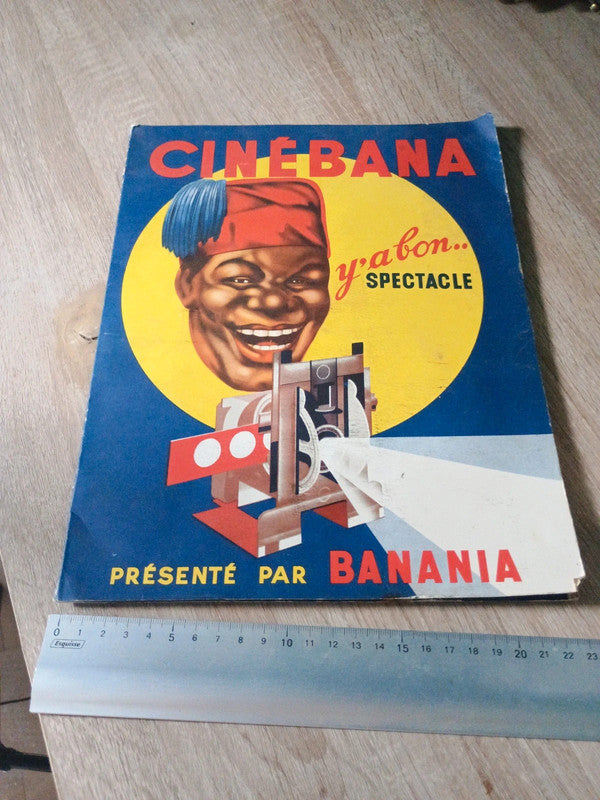 CINÉBANA
y'a bon..
SPECTACLE
PRÉSENTÉ PAR BANANIA
0 1 2 3 4 5 6 7 8 9 10 11 12 13 14 15 16 17 18 19 20 21 22 23
Esquisse